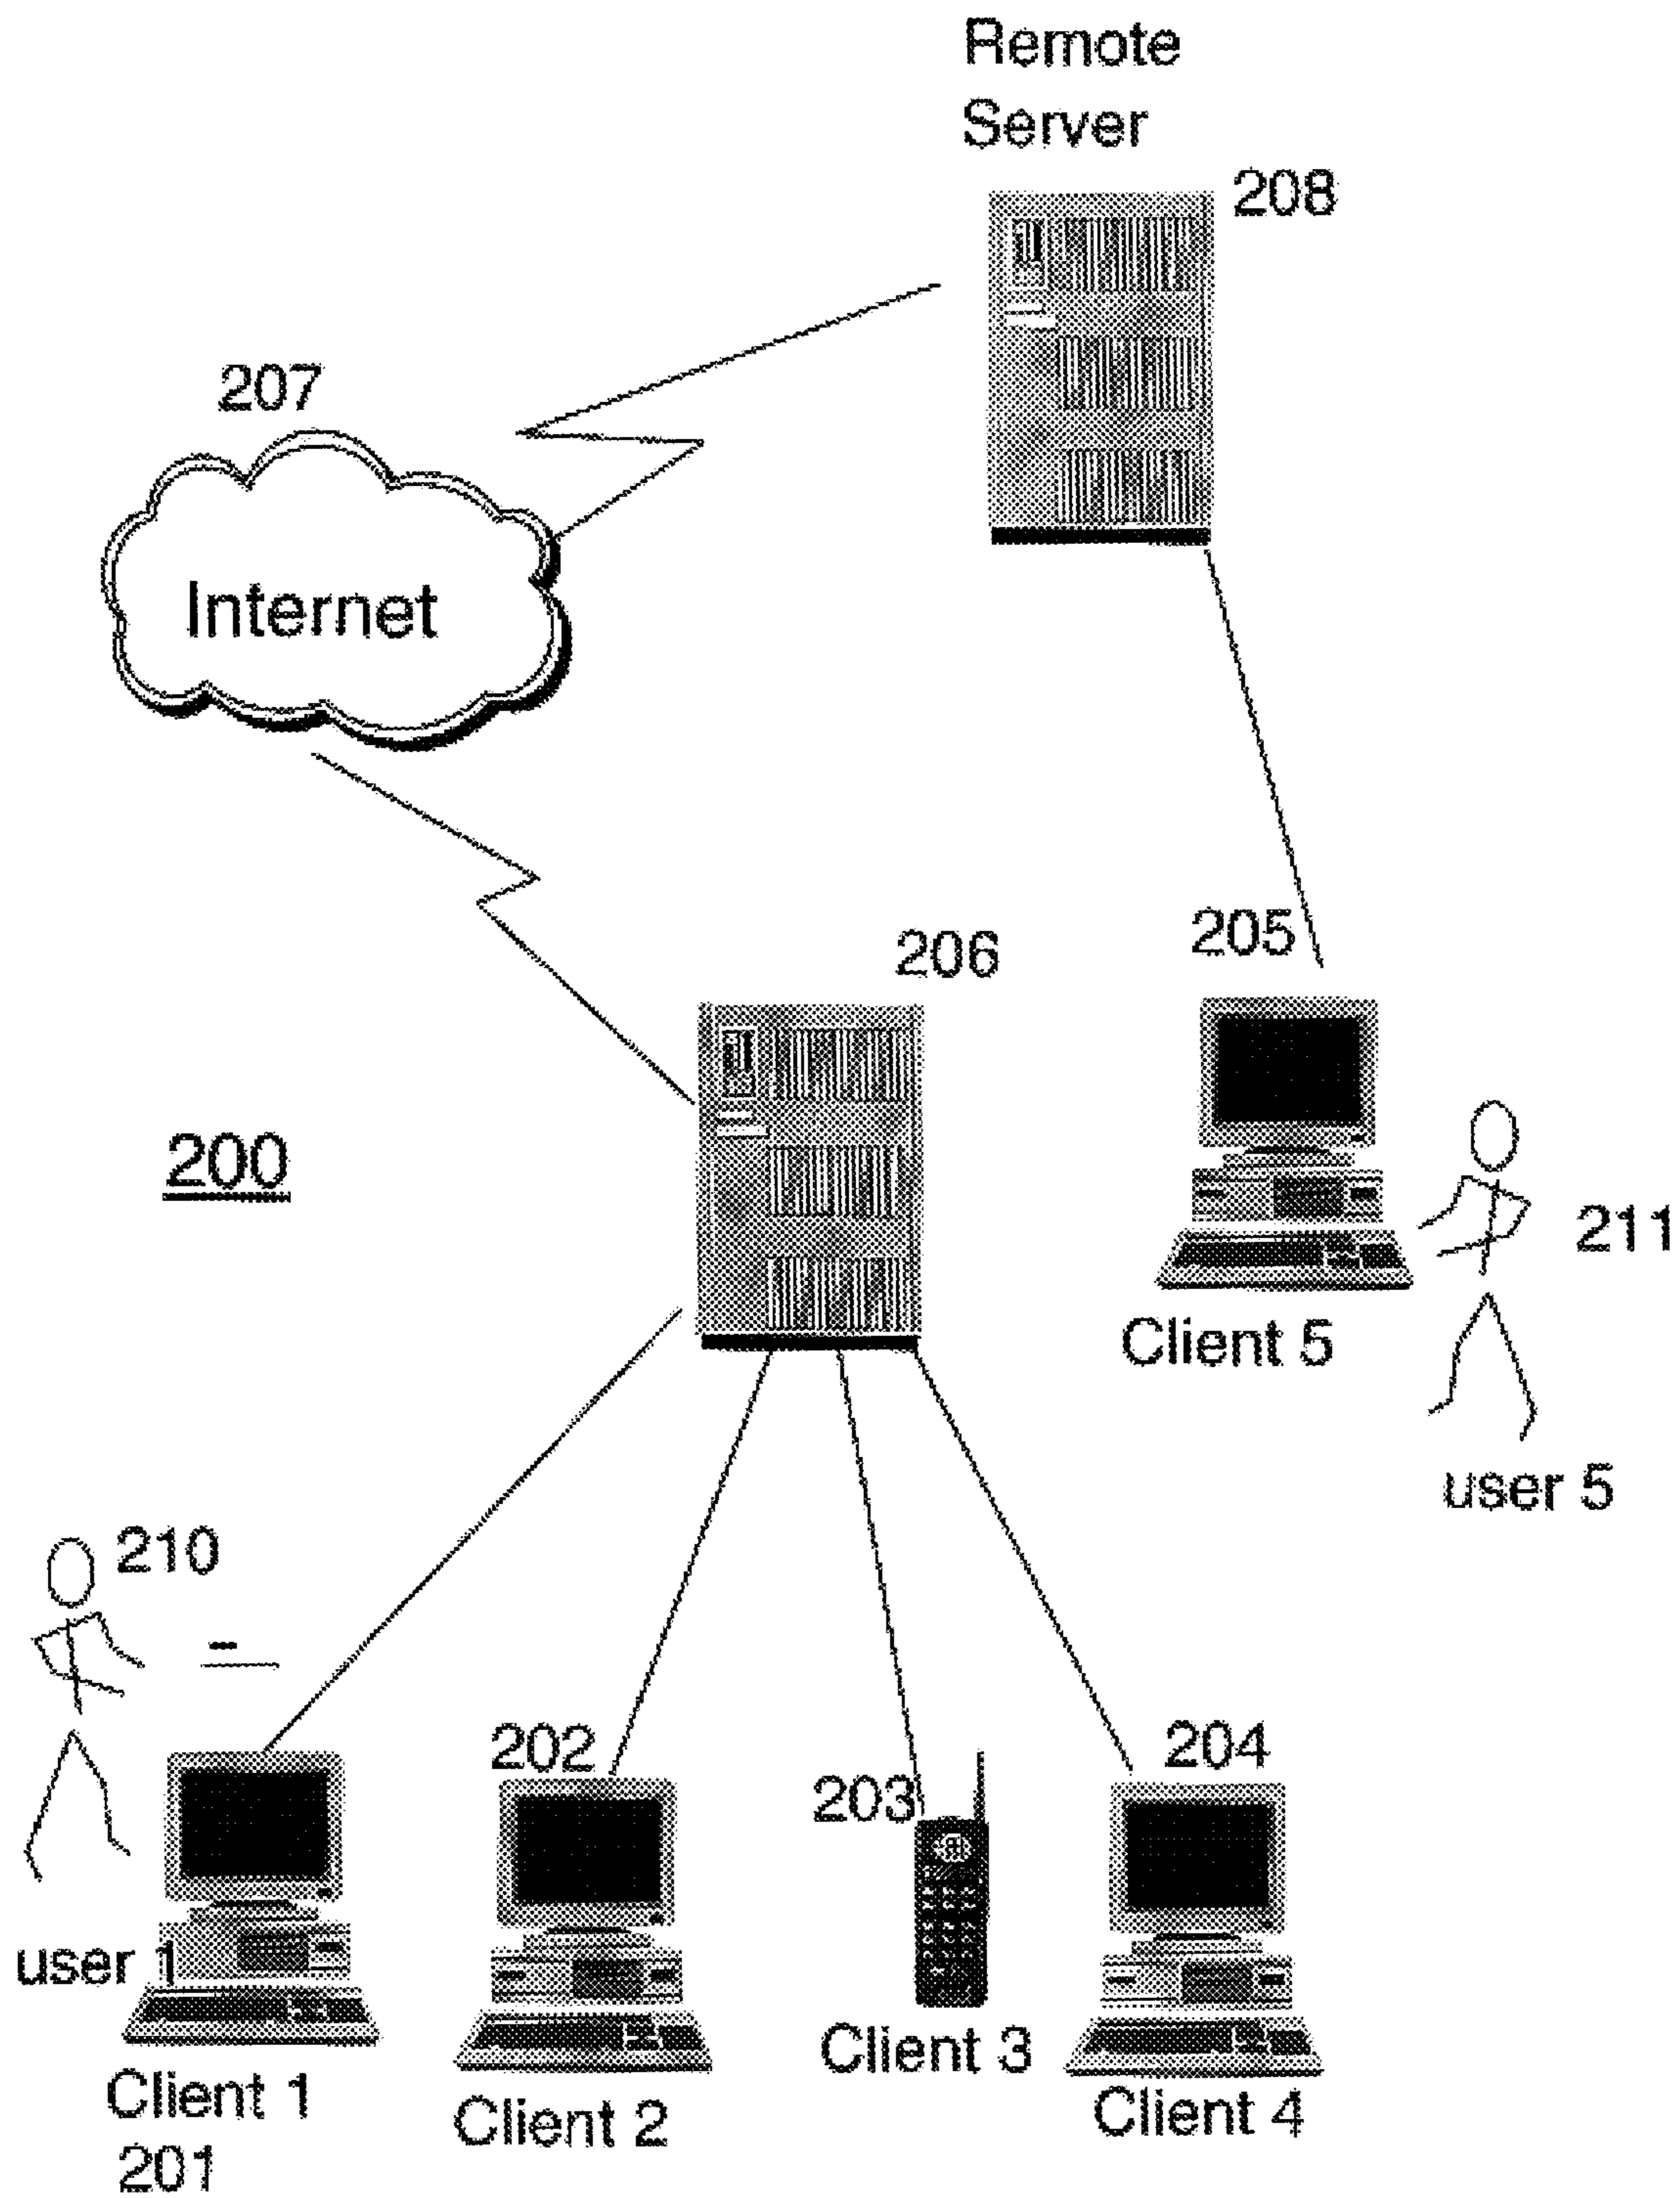 Remote
Server
208
207
Internet
206
205
200
211
Client 5
user 5
210
202
203
204
user 1
Client 1
201
Client 2
Client 3
Client 4